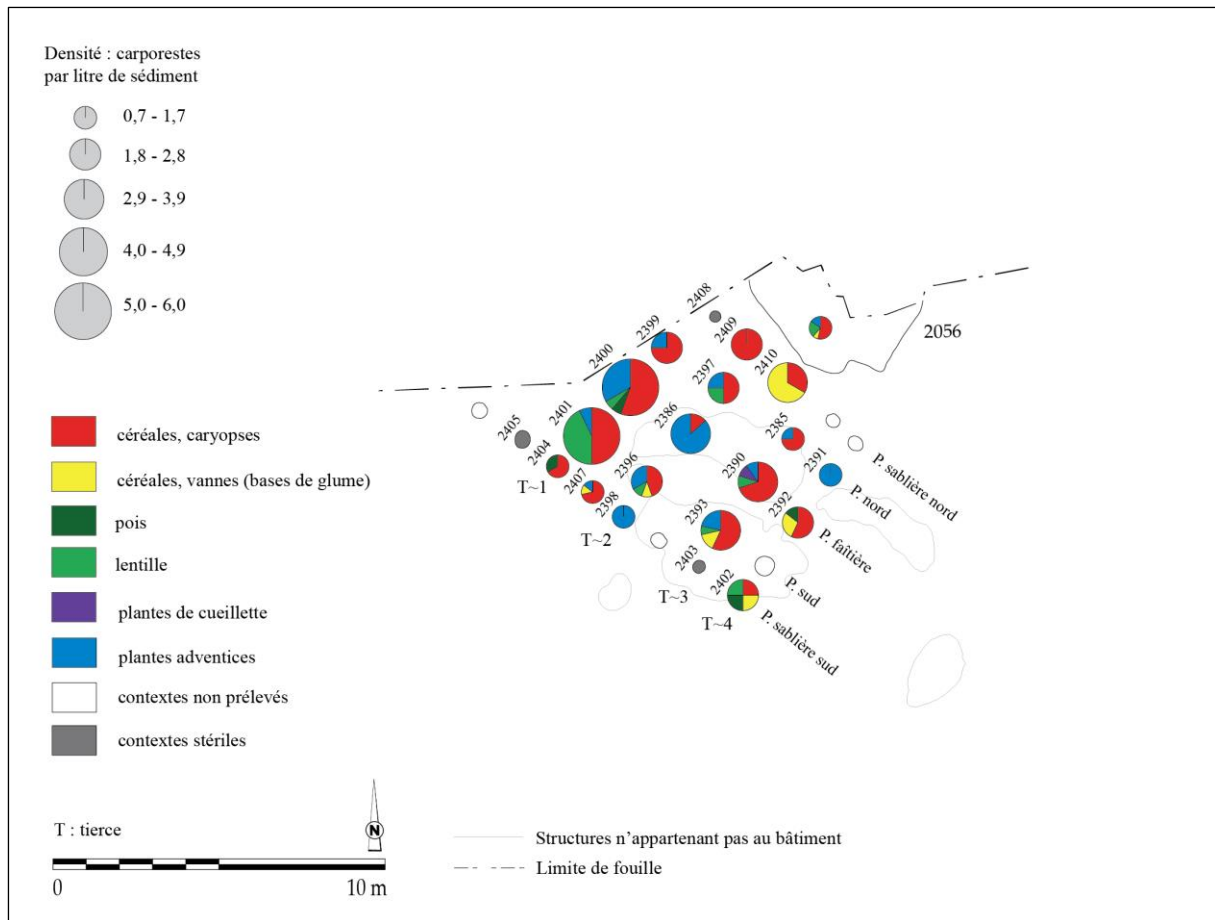 Densité : carporestes
par litre de sédiment
0,7 - 1,7
1,8 - 2,8
2,9 - 3,9
4,0 - 4,9
5,0 - 6,0
céréales, caryopses
céréales, vannes (bases de glume)
pois
lentille
plantes de cueillette
plantes adventices
contextes non prélevés
contextes stériles
T : tierce
0
10 m
N
Structures n'appartenant pas au bâtiment
Limite de fouille
2408
2399
2409
2056
2400
2397
2410
2401
2386
2385
2405
2404
2396
2390
2391
P. sablière nord
T~1
2407
P. nord
2398
2393
2392
T~2
P. faîtière
2403
2402
P. sud
T~3
T~4
P. sablière sud